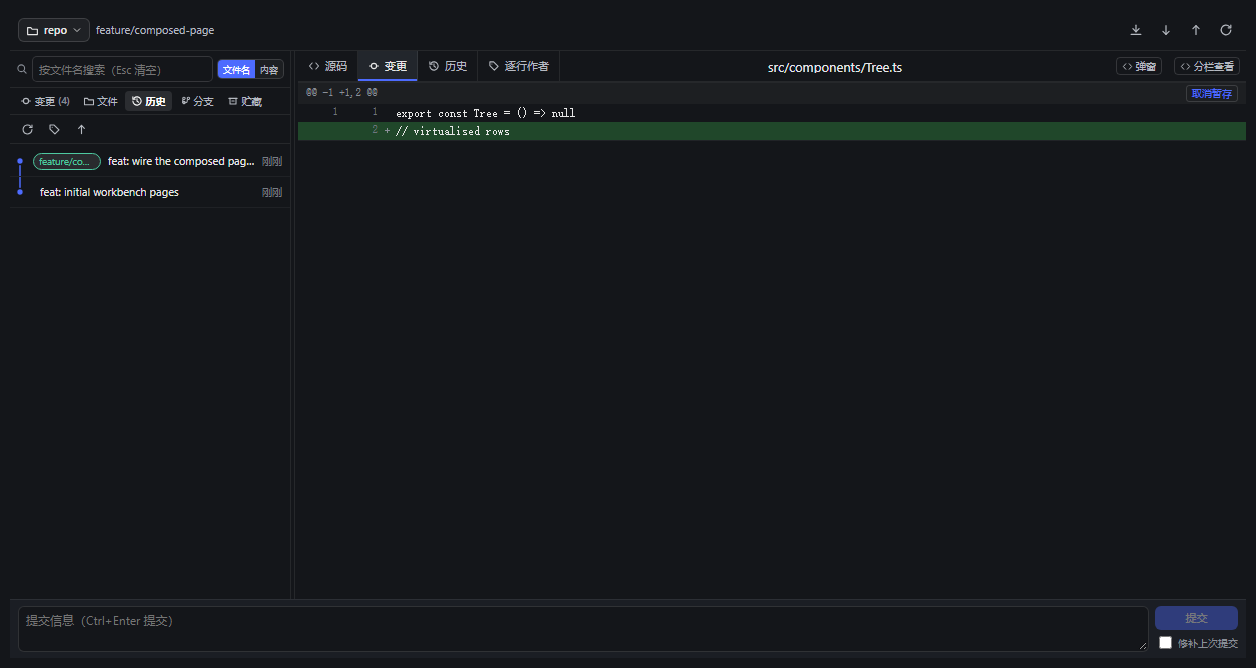 repo feature/composed-page
按文件名搜索（Esc 清空） 文件名 内容
变更 (4) 文件 历史 分支 贮藏
feature/co... feat: wire the composed pag... 刚刚
feat: initial workbench pages 刚刚
源码 变更 历史 逐行作者 src/components/Tree.ts 弹窗 分栏查看
@@ -1 +1,2 @@ 取消暂存
1 1 export const Tree = () => null
2 + // virtualised rows
提交信息（Ctrl+Enter 提交） 提交
修补上次提交